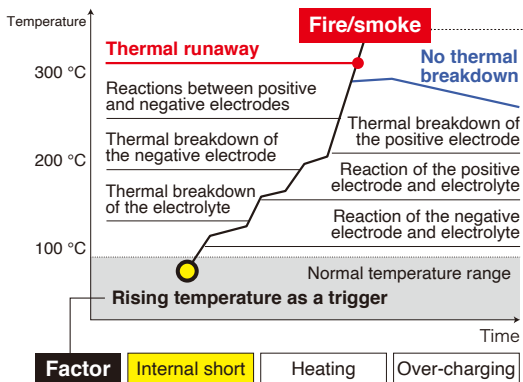 Temperature
Fire/smoke
Thermal runaway
No thermal
breakdown
300 °C
Reactions between positive
and negative electrodes
Thermal breakdown of
the positive electrode
Thermal breakdown of
the negative electrode
200 °C
Reaction of the positive
electrode and electrolyte
Thermal breakdown
of the electrolyte
Reaction of the negative
electrode and electrolyte
100 °C
Normal temperature range
Rising temperature as a trigger
Time
Factor
Internal short
Heating
Over-charging